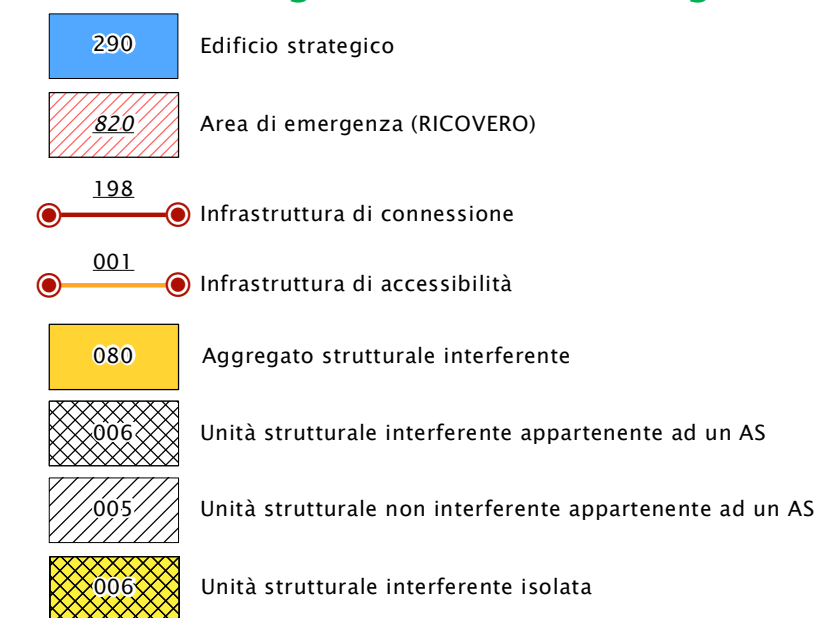 290 Edificio strategico
820 Area di emergenza (RICOVERO)
198
Infrastruttura di connessione
001
Infrastruttura di accessibilità
080 Aggregato strutturale interferente
006 Unità strutturale interferente appartenente ad un AS
005 Unità strutturale non interferente appartenente ad un AS
006 Unità strutturale interferente isolata